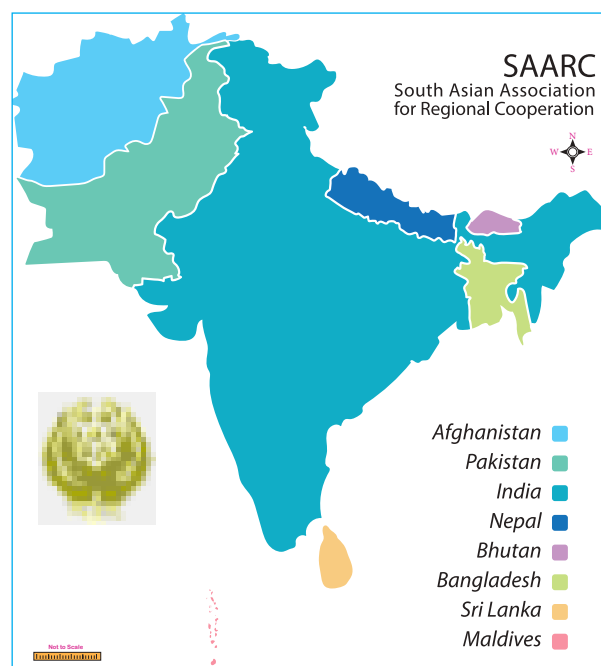 SAARC
South Asian Association
for Regional Cooperation
N
W E
S
Afghanistan
Pakistan
India
Nepal
Bhutan
Bangladesh
Sri Lanka
Maldives
Not to Scale